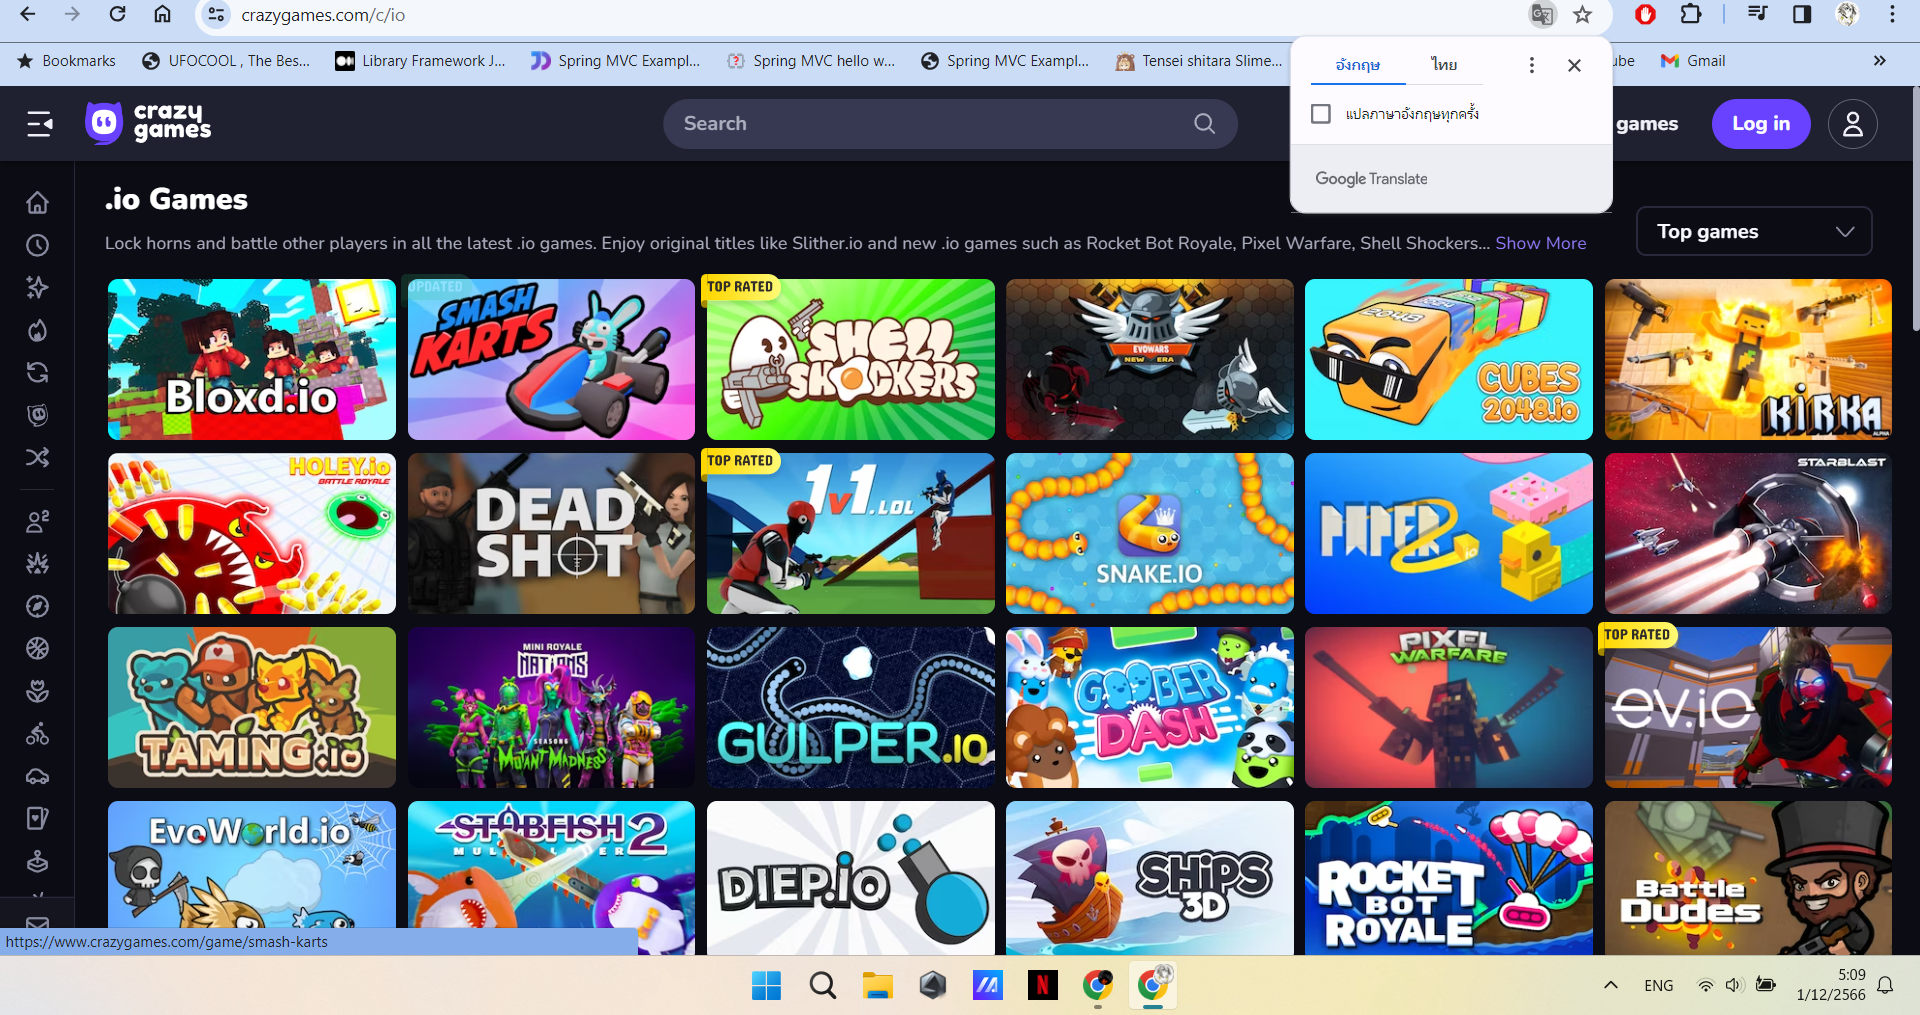 crazygames.com/c/io
Bookmarks
UFOCOOL , The Bes...
Library Framework J...
Spring MVC Exampl...
Spring MVC hello w...
Spring MVC Exampl...
Tensei shitara Slime...
ube
Gmail
อังกฤษ
ไทย
แปลภาษาอังกฤษทุกครั้ง
Google Translate
crazy
games
Search
games
Log in
.io Games
Lock horns and battle other players in all the latest .io games. Enjoy original titles like Slither.io and new .io games such as Rocket Bot Royale, Pixel Warfare, Shell Shockers... Show More
Top games
Bloxd.io
UPDATED
SMASH
KARTS
TOP RATED
SHELL
SHOCKERS
EVOWARS
NEW ERA
2048
CUBES
2048.io
KIRKA
ALPHA
HOLEY.io
BATTLE ROYALE
DEAD
SHOT
TOP RATED
1v1.LOL
SNAKE.IO
PAPER 2
.io
STARBLAST
TAMING.io
MINI ROYALE
NATIONS
SEASON 6
MUTANT MADNESS
GULPER.IO
GOOBER
DASH
PIXEL
WARFARE
TOP RATED
ev.io
EvoWorld.io
STABFISH 2
MULTIPLAYER
DIEP.io
SHIPS
3D
ROCKET
BOT
ROYALE
Battle
Dudes
https://www.crazygames.com/game/smash-karts
ENG
5:09
1/12/2566